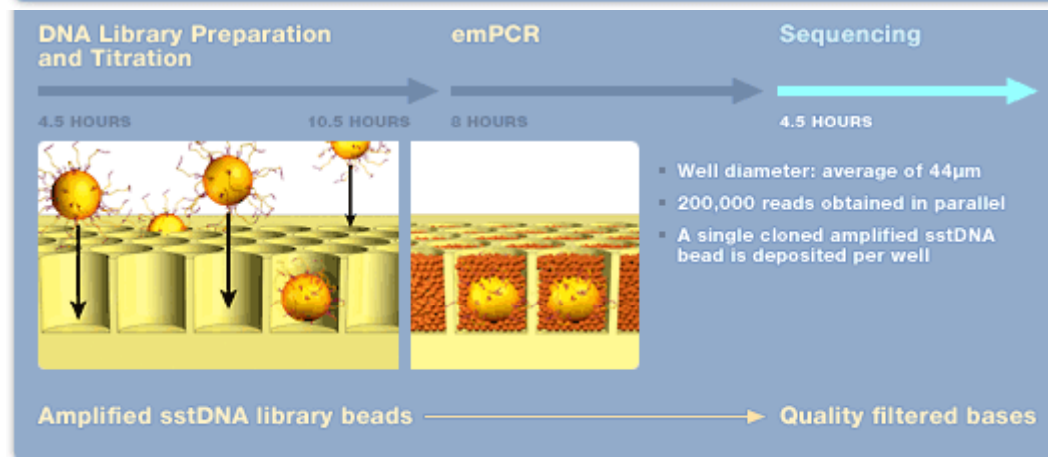 DNA Library Preparation
and Titration
emPCR
Sequencing
4.5 HOURS
10.5 HOURS
8 HOURS
4.5 HOURS
▪ Well diameter: average of 44µm
▪ 200,000 reads obtained in parallel
▪ A single cloned amplified sstDNA
bead is deposited per well
Amplified sstDNA library beads
Quality filtered bases